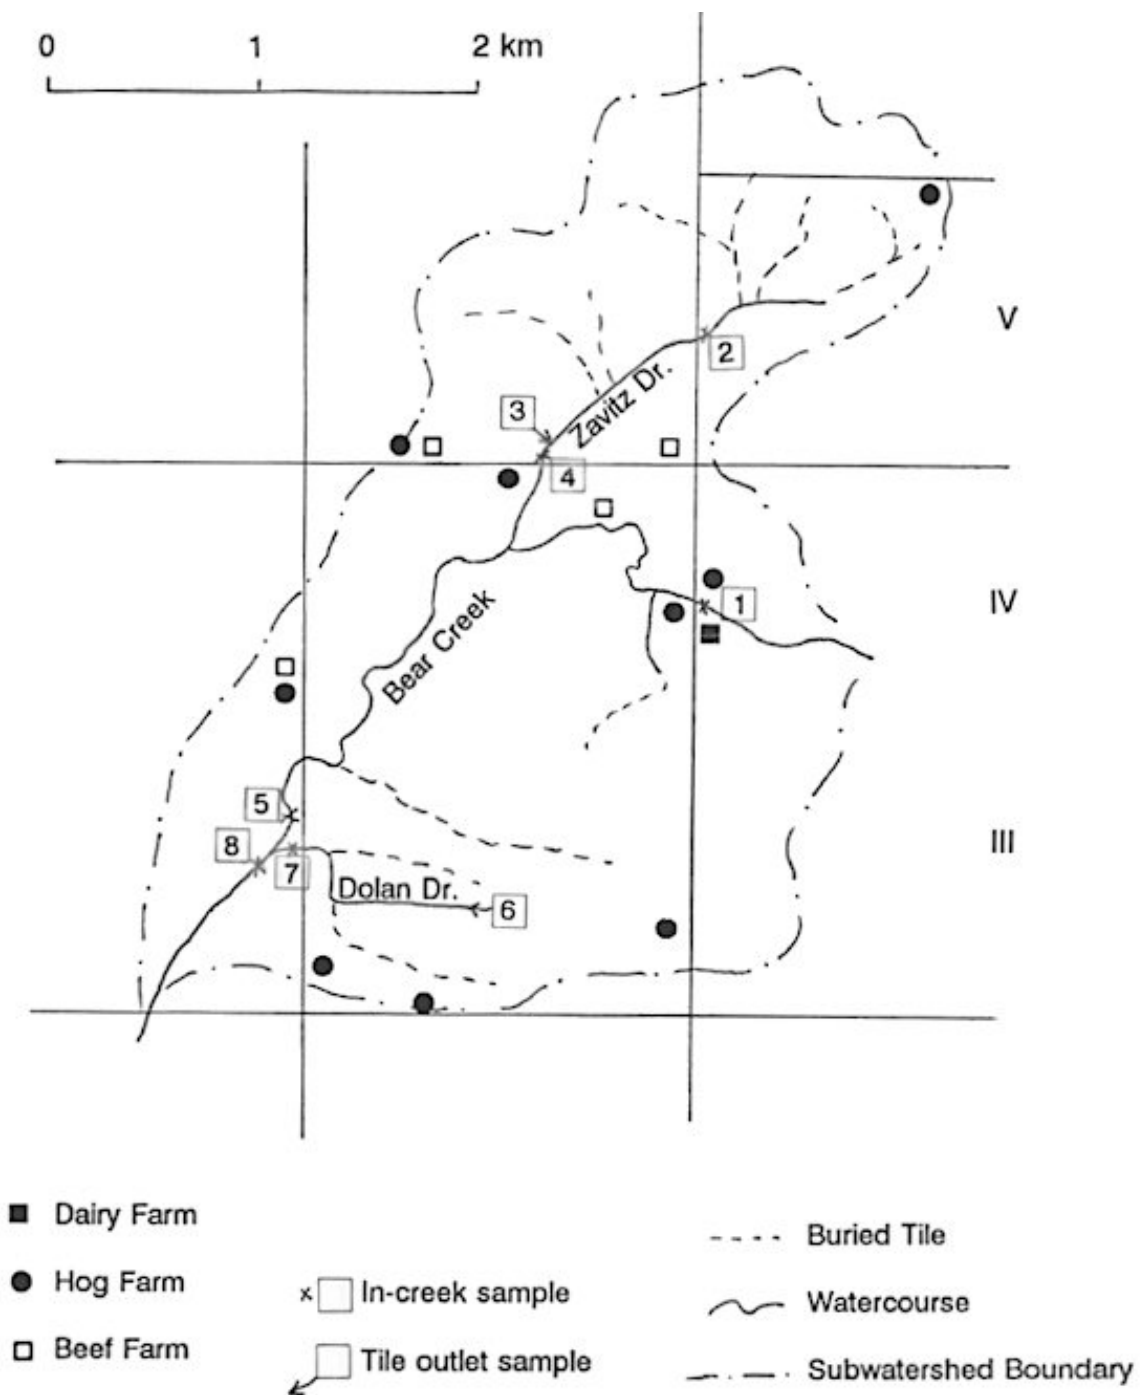 0 1 2 km
V
2
3
Zavitz Dr.
4
1
IV
Bear Creek
5
8
7
III
Dolan Dr.
6
Dairy Farm
Hog Farm
Beef Farm
In-creek sample
Tile outlet sample
Buried Tile
Watercourse
Subwatershed Boundary